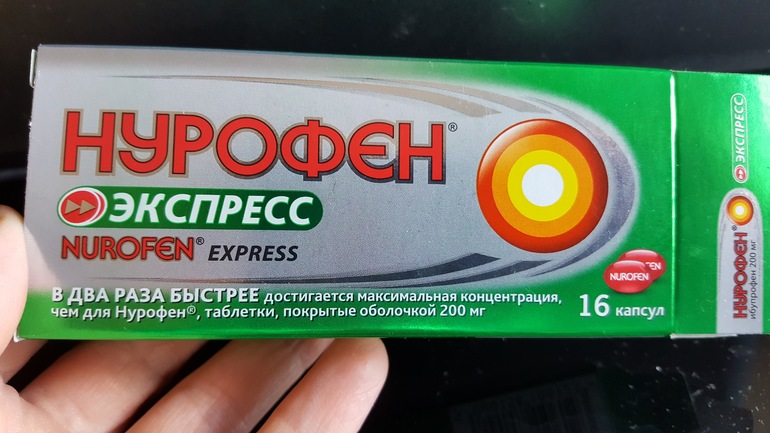 НУРОФЕН®
ЭКСПРЕСС
NUROFEN® EXPRESS
В ДВА РАЗА БЫСТРЕЕ достигается максимальная концентрация,
чем для Нурофен®, таблетки, покрытые оболочкой 200 мг
NUROFEN
EN
16 капсул
ЭКСПРЕСС
НУРОФЕН®
ибупрофен 200 мг